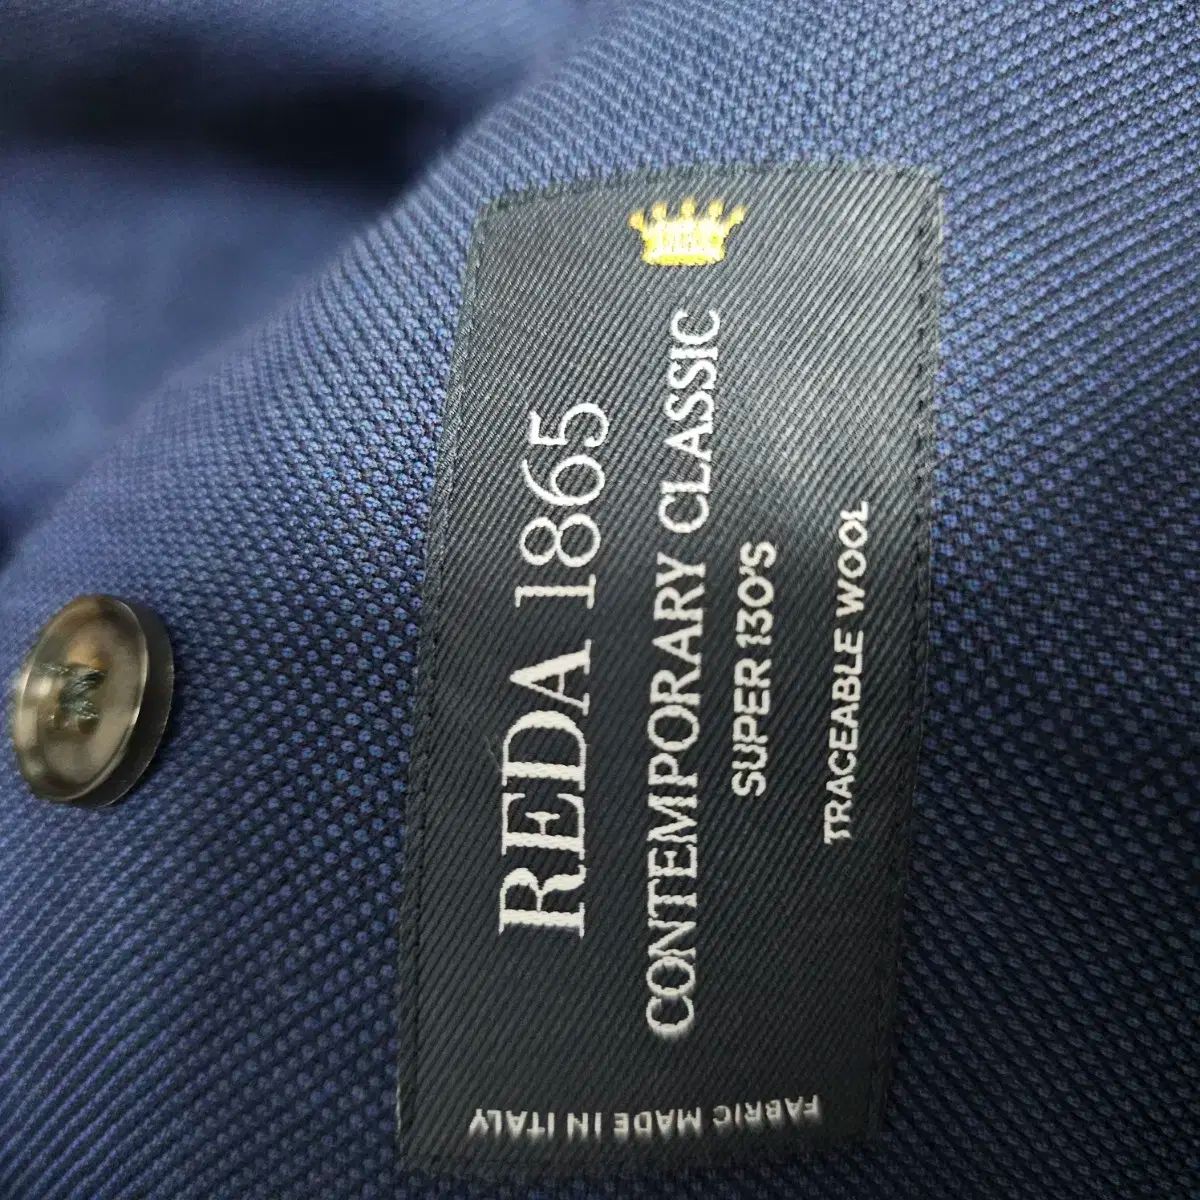 REDA 1865
CONTEMPORARY CLASSIC
SUPER 130'S
TRACEABLE WOOL
FABRIC MADE IN ITALY